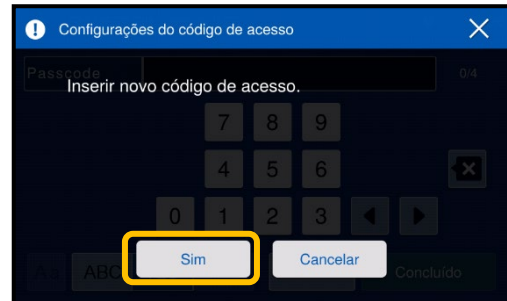 Configurações do código de acesso
Passcode
0/4
Inserir novo código de acesso.
7 8 9
4 5 6
0 1 2 3
Sim
Cancelar
ABC
Concluído